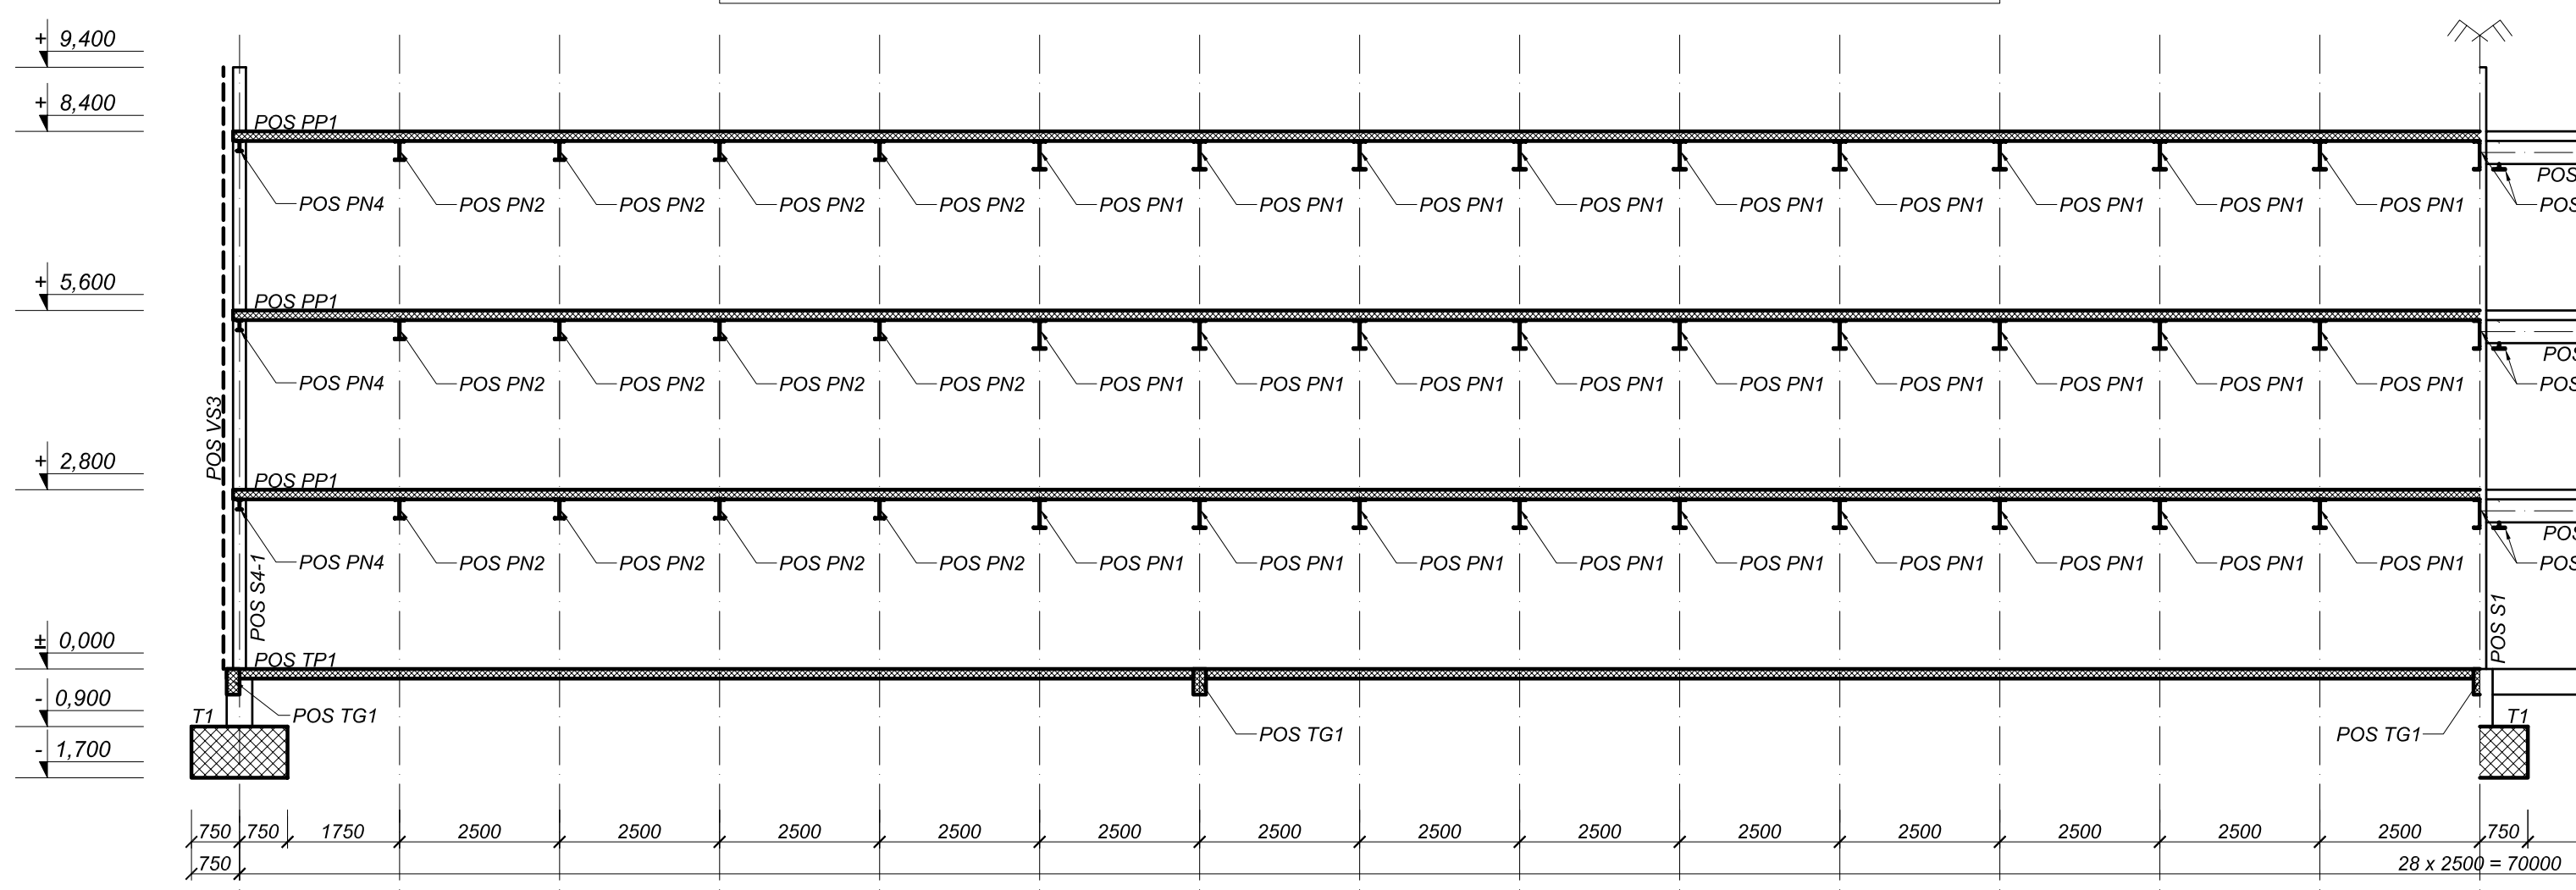 + 9,400
+ 8,400
POS PP1
POS PN4 POS PN2 POS PN2 POS PN2 POS PN2 POS PN1 POS PN1 POS PN1 POS PN1 POS PN1 POS PN1 POS PN1 POS PN1 POS PN1
+ 5,600
POS PP1
POS PN4 POS PN2 POS PN2 POS PN2 POS PN2 POS PN1 POS PN1 POS PN1 POS PN1 POS PN1 POS PN1 POS PN1 POS PN1 POS PN1
POS VS3
+ 2,800
POS PP1
POS PN4 POS PN2 POS PN2 POS PN2 POS PN2 POS PN1 POS PN1 POS PN1 POS PN1 POS PN1 POS PN1 POS PN1 POS PN1 POS PN1
POS S4-1
POS S1
± 0,000
POS TP1
- 0,900
T1 POS TG1 POS TG1 POS TG1 T1
- 1,700
750 750 1750 2500 2500 2500 2500 2500 2500 2500 2500 2500 2500 2500 2500 2500 750
750 28 x 2500 = 70000